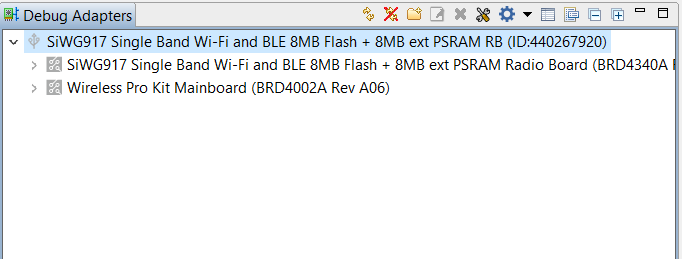 Debug Adapters
SiWG917 Single Band Wi-Fi and BLE 8MB Flash + 8MB ext PSRAM RB (ID:440267920)
SiWG917 Single Band Wi-Fi and BLE 8MB Flash + 8MB ext PSRAM Radio Board (BRD4340A
Wireless Pro Kit Mainboard (BRD4002A Rev A06)